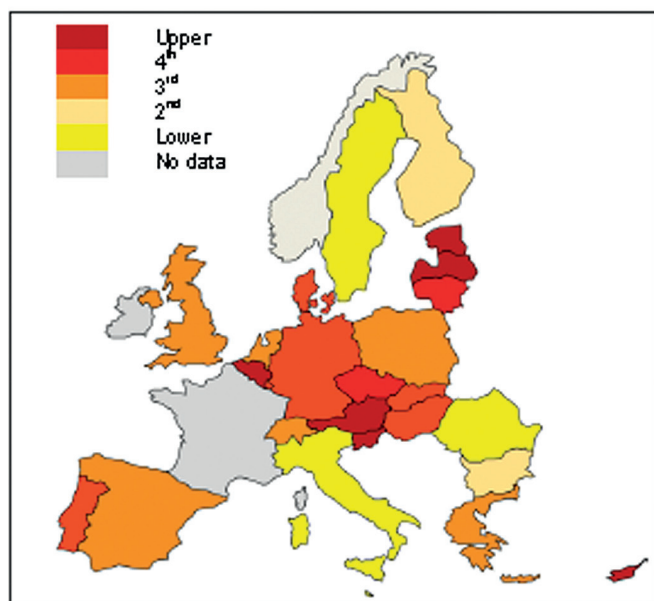 Upper
4th
3rd
2nd
Lower
No data